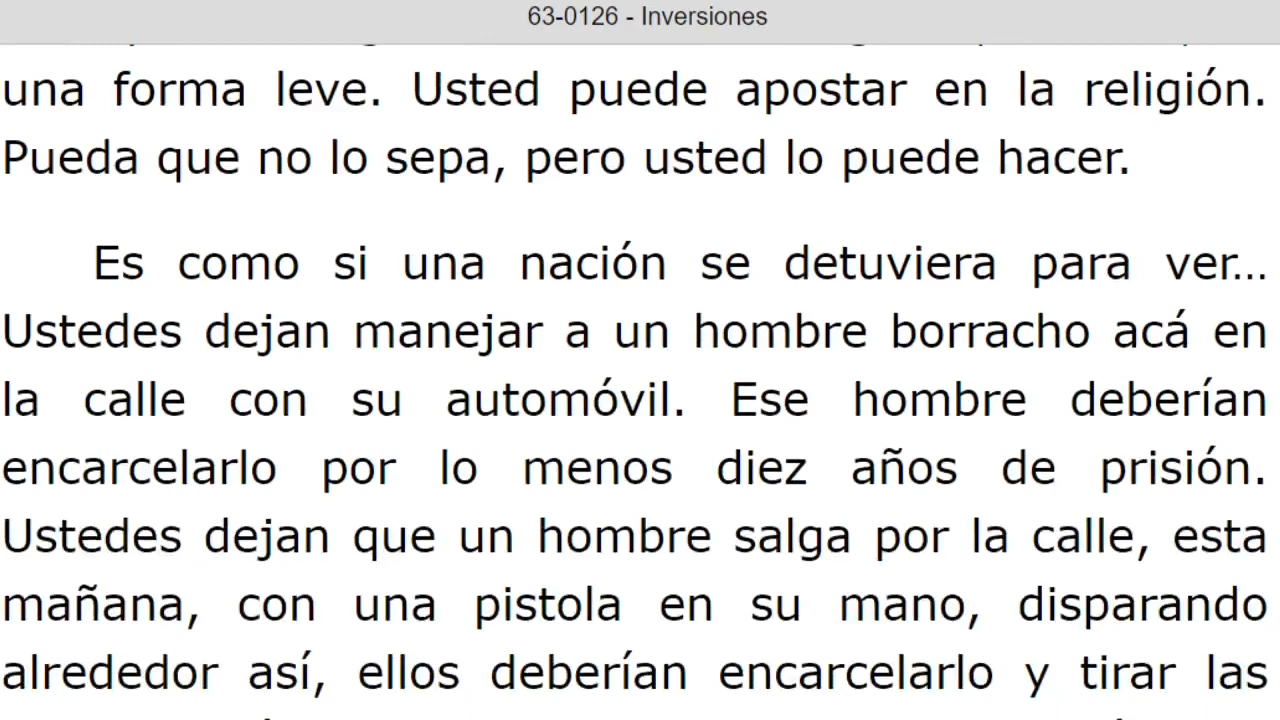 63-0126 - Inversiones
una forma leve. Usted puede apostar en la religión.
Pueda que no lo sepa, pero usted lo puede hacer.
Es como si una nación se detuviera para ver...
Ustedes dejan manejar a un hombre borracho acá en
la calle con su automóvil. Ese hombre deberían
encarcelarlo por lo menos diez años de prisión.
Ustedes dejan que un hombre salga por la calle, esta
mañana, con una pistola en su mano, disparando
alrededor así, ellos deberían encarcelarlo y tirar las